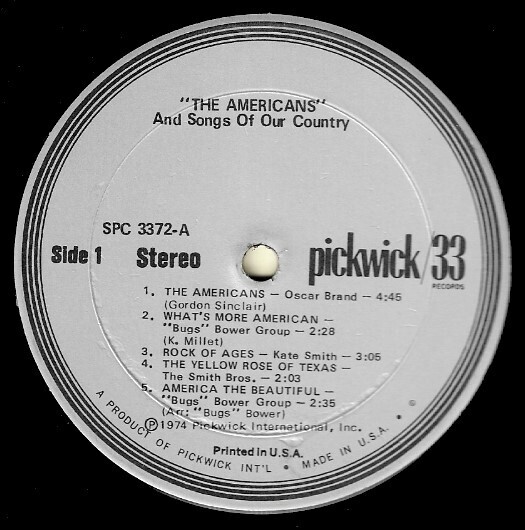 "THE AMERICANS"
And Songs Of Our Country
SPC 3372-A
Side 1 Stereo
pickwick/33
RECORDS
1. THE AMERICANS — Oscar Brand — 4:45
(Gordon Sinclair)
2. WHAT'S MORE AMERICAN —
"Bugs" Bower Group — 2:28
(K. Millet)
3. ROCK OF AGES — Kate Smith — 3:05
4. THE YELLOW ROSE OF TEXAS —
The Smith Bros. — 2:03
5. AMERICA THE BEAUTIFUL —
"Bugs" Bower Group — 2:35
(Arr: "Bugs" Bower)
Ⓟ1974 Pickwick International, Inc.
Printed in U.S.A.
A PRODUCT OF PICKWICK INT'L • MADE IN U.S.A. • ©